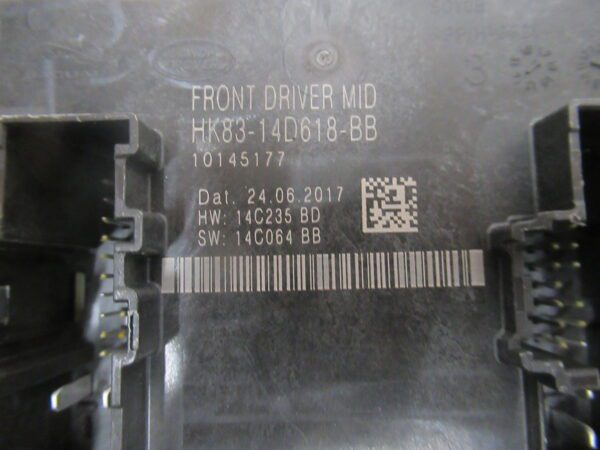 FRONT DRIVER MID
HK83-14D618-BB
10145177
Dat. 24.06.2017
HW: 14C235 BD
SW: 14C064 BB